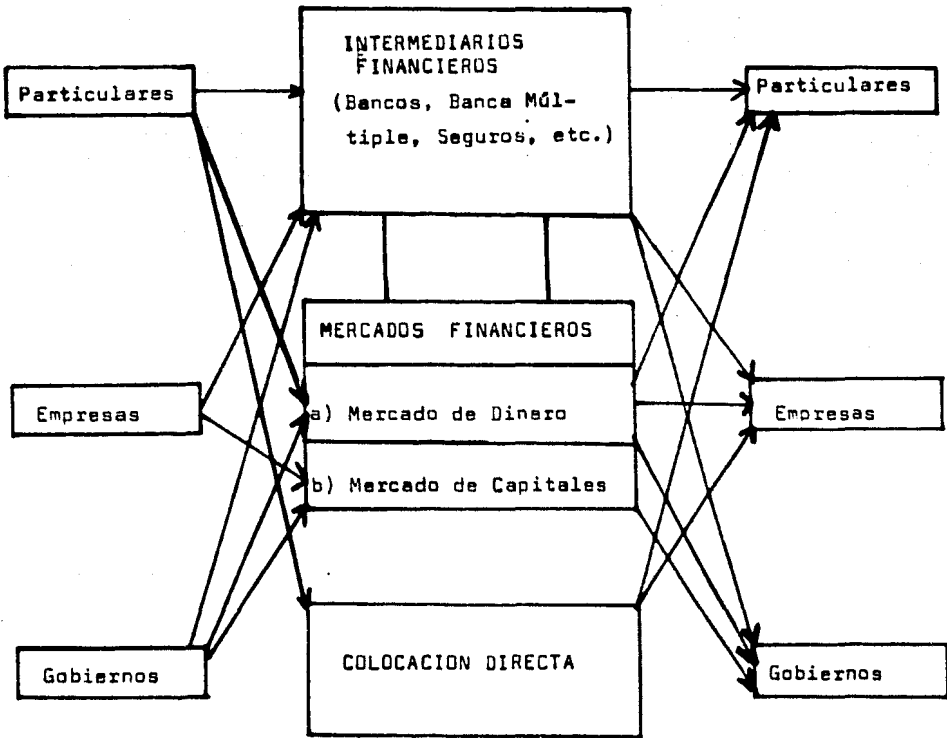 INTERMEDIARIOS
FINANCIEROS
(Bancos, Banca Múl-
tiple, Seguros, etc.)
Particulares
Particulares
MERCADOS FINANCIEROS
Empresas
a) Mercado de Dinero
Empresas
b) Mercado de Capitales
COLOCACION DIRECTA
Gobiernos
Gobiernos